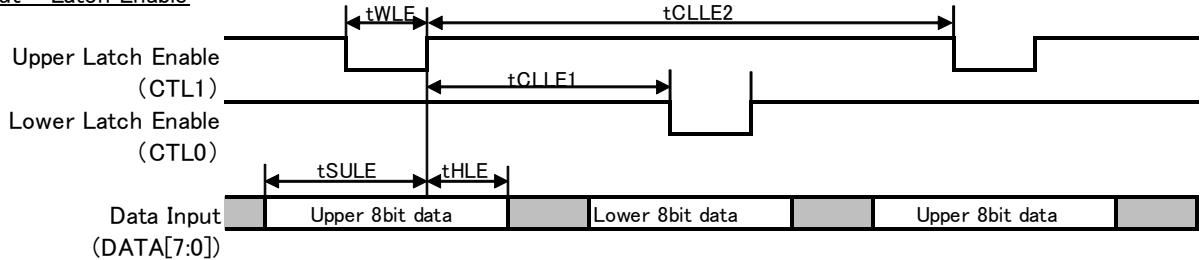 Latch Enable
tWLE
tCLLE2
Upper Latch Enable
(CTL1)
tCLLE1
Lower Latch Enable
(CTL0)
tSULE
tHLE
Data Input
Upper 8bit data
Lower 8bit data
Upper 8bit data
(DATA[7:0])